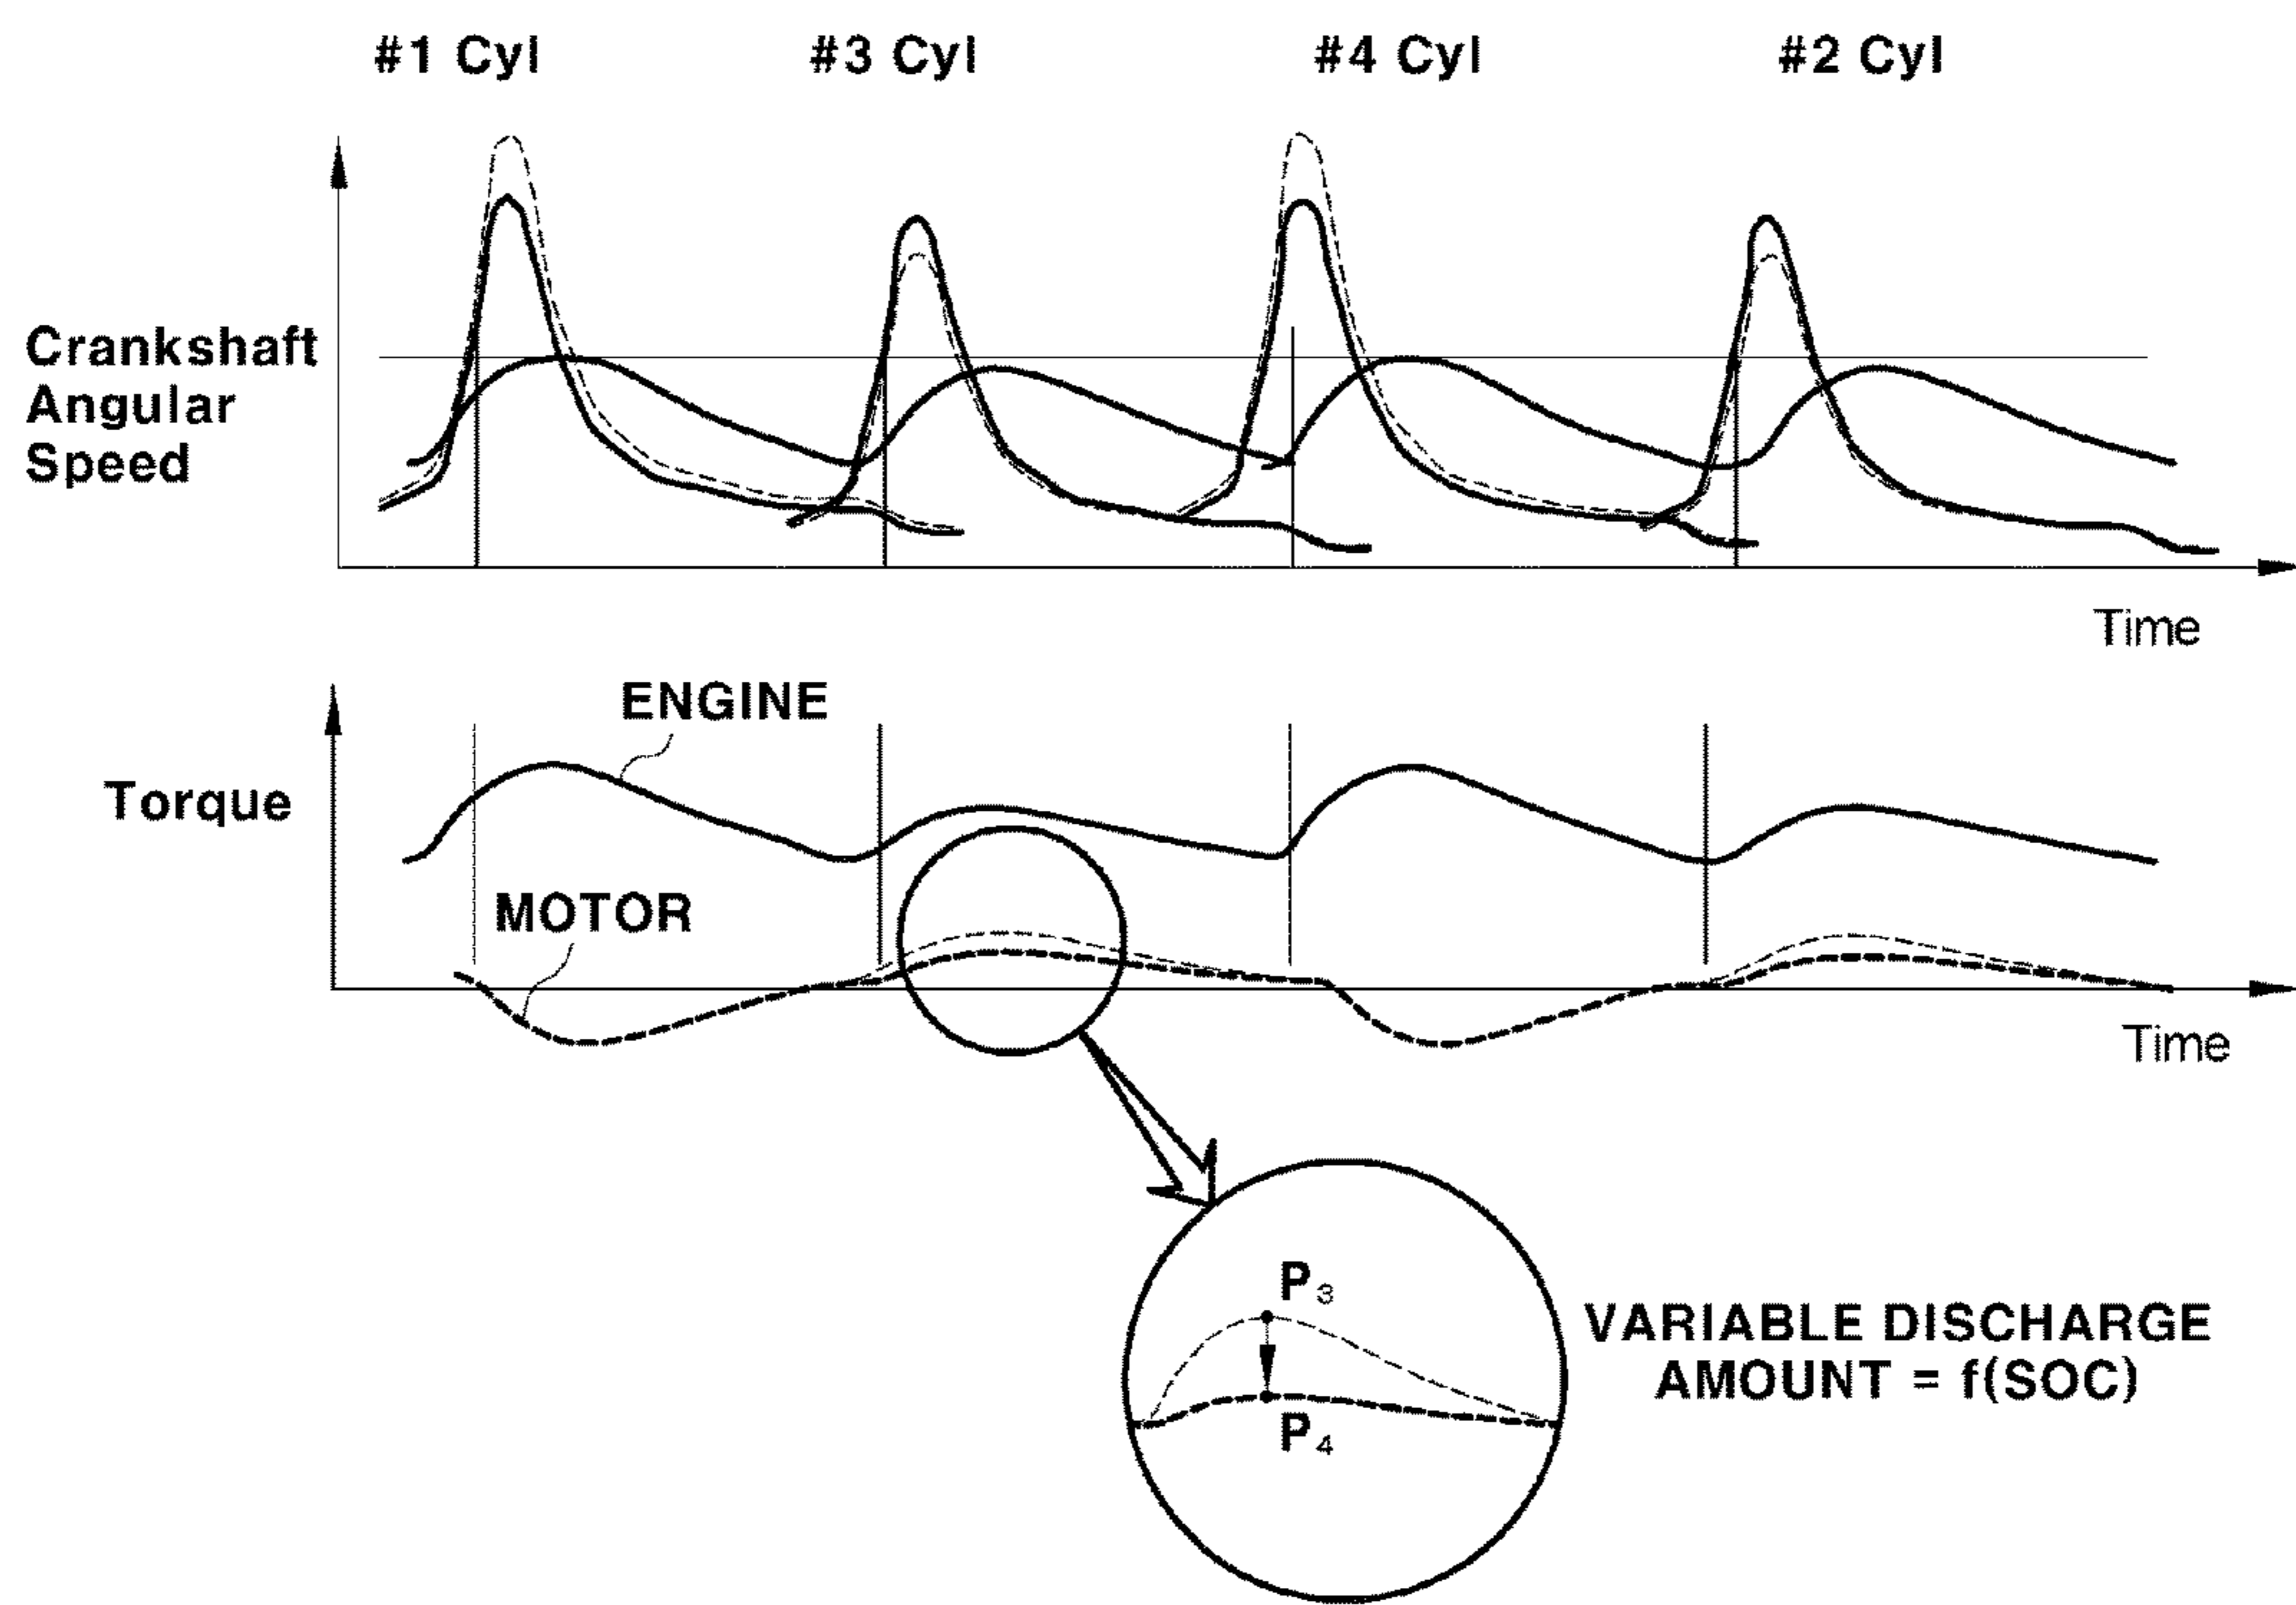 #1 Cyl #3 Cyl #4 Cyl #2 Cyl
Crankshaft
Angular
Speed
Time
ENGINE
Torque
MOTOR
Time
P3
P4
VARIABLE DISCHARGE
AMOUNT = f(SOC)